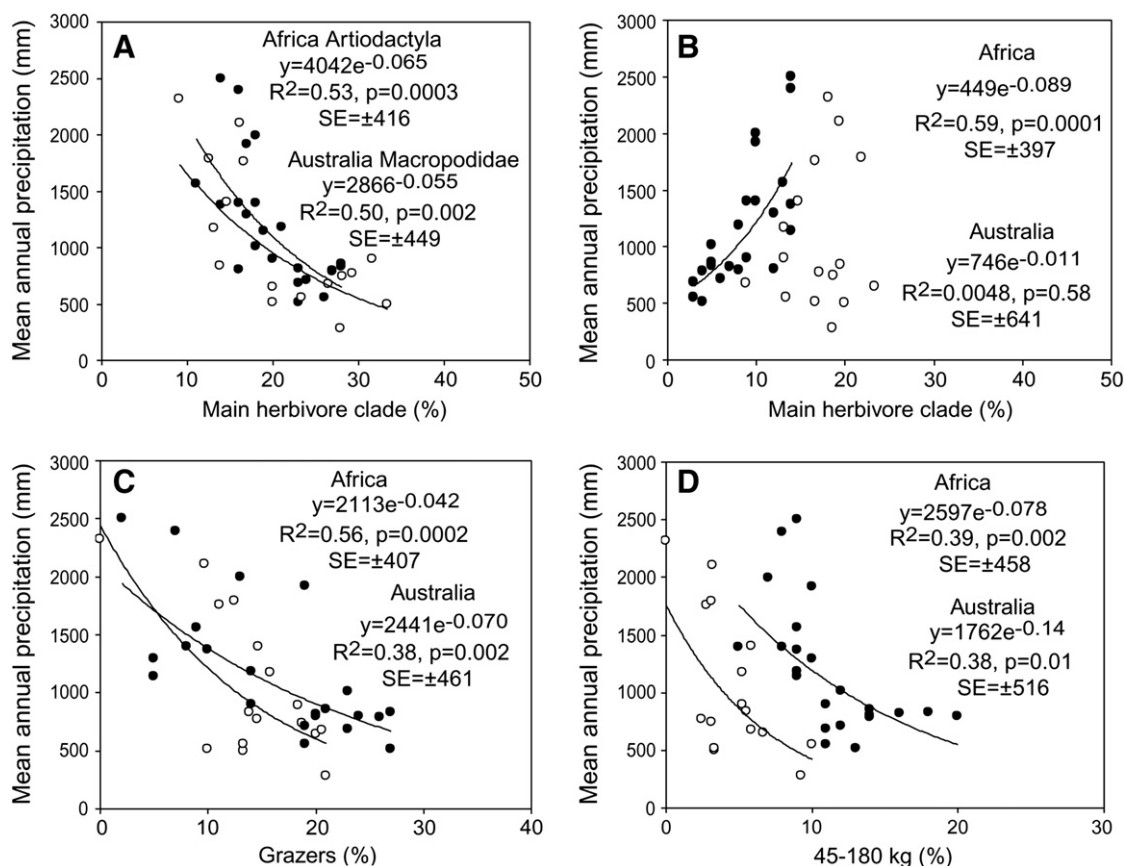 A
Africa Artiodactyla
y=4042e-0.065
R2=0.53, p=0.0003
SE=±416
Australia Macropodidae
y=2866-0.055
R2=0.50, p=0.002
SE=±449
Mean annual precipitation (mm)
3000
2500
2000
1500
1000
500
0
0 10 20 30 40 50
Main herbivore clade (%)
B
Africa
y=449e-0.089
R2=0.59, p=0.0001
SE=±397
Australia
y=746e-0.011
R2=0.0048, p=0.58
SE=±641
Mean annual precipitation (mm)
3000
2500
2000
1500
1000
500
0
0 10 20 30 40 50
Main herbivore clade (%)
C
Africa
y=2113e-0.042
R2=0.56, p=0.0002
SE=±407
Australia
y=2441e-0.070
R2=0.38, p=0.002
SE=±461
Mean annual precipitation (mm)
3000
2500
2000
1500
1000
500
0
0 10 20 30 40
Grazers (%)
D
Africa
y=2597e-0.078
R2=0.39, p=0.002
SE=±458
Australia
y=1762e-0.14
R2=0.38, p=0.01
SE=±516
Mean annual precipitation (mm)
3000
2500
2000
1500
1000
500
0
0 10 20 30
45-180 kg (%)